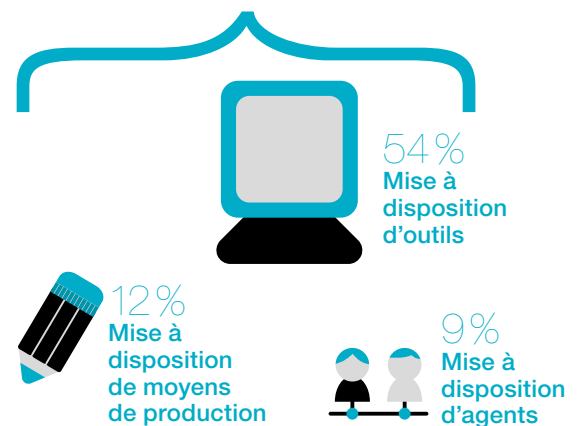 54%
Mise à
disposition
d’outils
12%
Mise à
disposition
de moyens
de production
9%
Mise à
disposition
d’agents